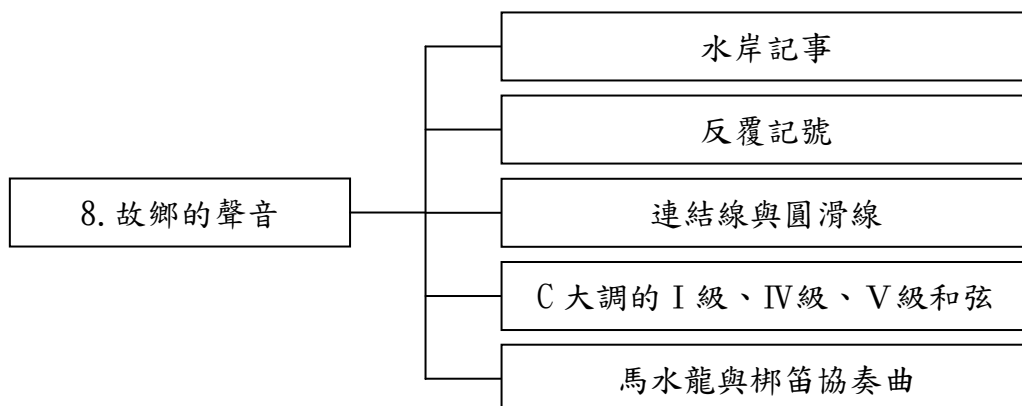 8.故鄉的聲音
水岸記事
反覆記號
連結線與圓滑線
C 大調的Ⅰ級、Ⅳ級、Ⅴ級和弦
馬水龍與梆笛協奏曲